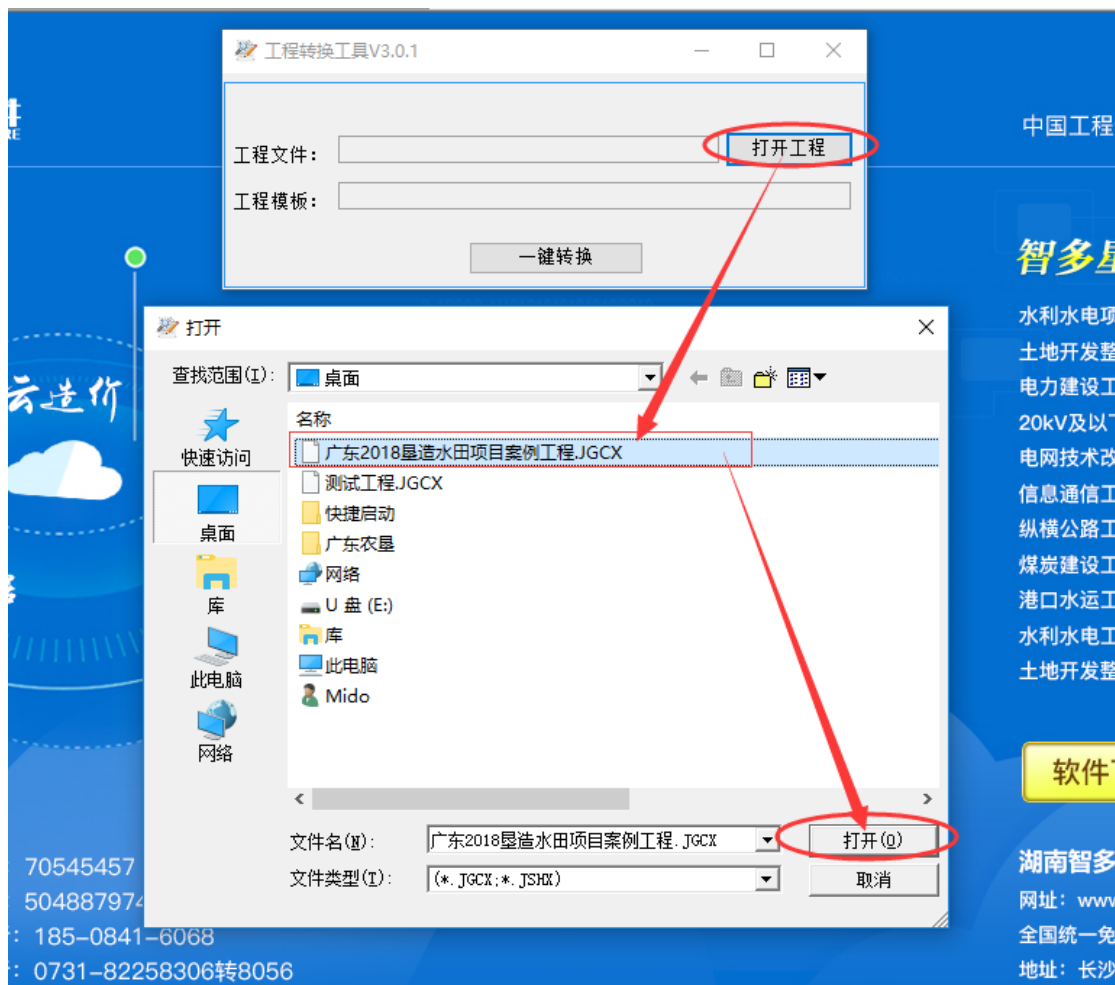 工程转换工具V3.0.1
RE
中国工程
工程文件:
打开工程
工程模板:
一键转换
智多星
水利水电项
土地开发整
电力建设工
20kV及以下
电网技术改
信息通信工
纵横公路工
煤炭建设工
港口水运工
水利水电工
土地开发整
云造价
打开
查找范围(I):
桌面
名称
快速访问
桌面
库
此电脑
网络
广东2018垦造水田项目案例工程.JGCX
测试工程.JGCX
快捷启动
广东农垦
网络
U 盘 (E:)
库
此电脑
Mido
文件名(N):
广东2018垦造水田项目案例工程.JGCX
打开(O)
文件类型(T):
(*.JGCX;*.JSHX)
取消
软件下
70545457
504887974
: 185-0841-6068
: 0731-82258306转8056
湖南智多
网址: www
全国统一免
地址: 长沙